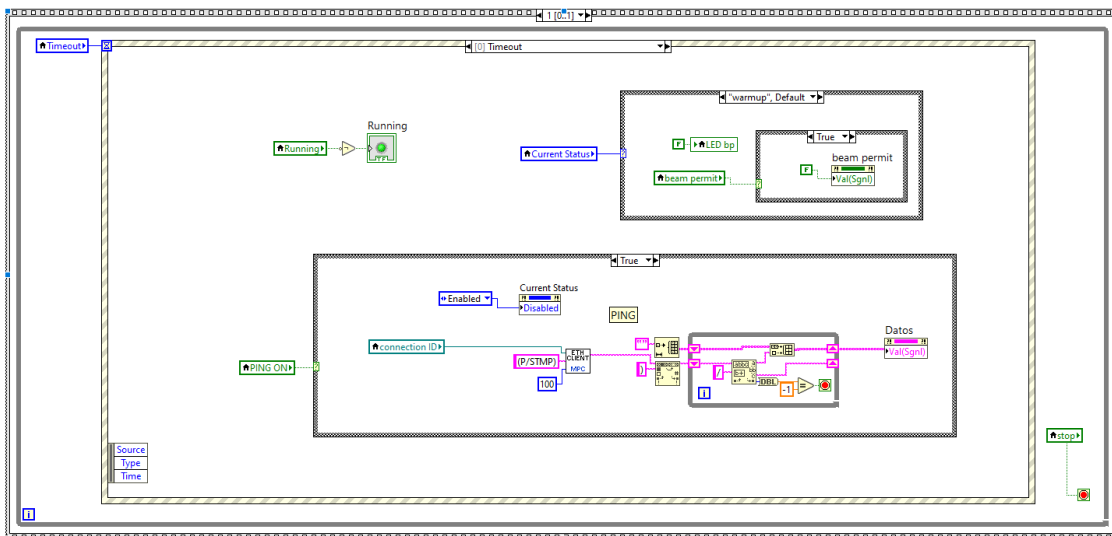 1 [0..1]
Timeout
[0] Timeout
"warmup", Default
True
Running
Running
Current Status
F
LED bp
beam permit
beam permit
F
Val(Sgnl)
True
Current Status
Enabled
Disabled
PING
Datos
connection ID
ETH
CLIENT
MPC
(P/STMP)
100
)
Val(Sgnl)
PING ON
/
DBL
-1
=
i
Source
Type
Time
stop
i